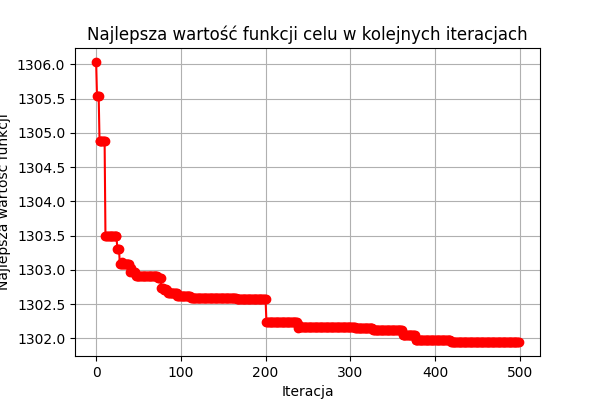 Najlepsza wartość funkcji celu w kolejnych iteracjach
Najlepsza wartość funkcji
1306.0
1305.5
1305.0
1304.5
1304.0
1303.5
1303.0
1302.5
1302.0
0 100 200 300 400 500
Iteracja